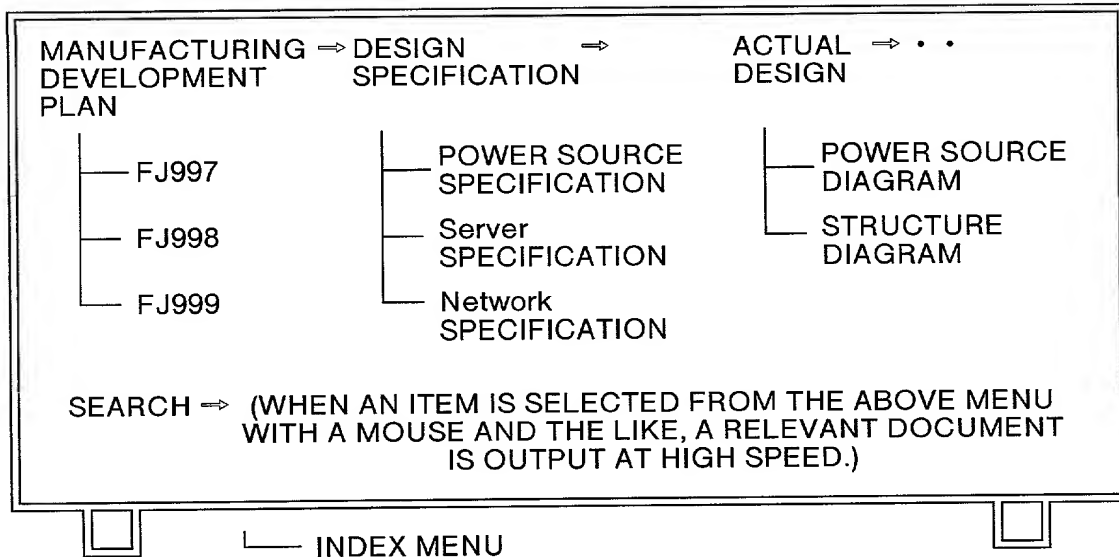 MANUFACTURING ⇒ DESIGN ⇒ ACTUAL ⇒ • •
DEVELOPMENT SPECIFICATION DESIGN
PLAN
FJ997
FJ998
FJ999
POWER SOURCE
SPECIFICATION
Server
SPECIFICATION
Network
SPECIFICATION
POWER SOURCE
DIAGRAM
STRUCTURE
DIAGRAM
SEARCH ⇒ (WHEN AN ITEM IS SELECTED FROM THE ABOVE MENU
WITH A MOUSE AND THE LIKE, A RELEVANT DOCUMENT
IS OUTPUT AT HIGH SPEED.)
INDEX MENU